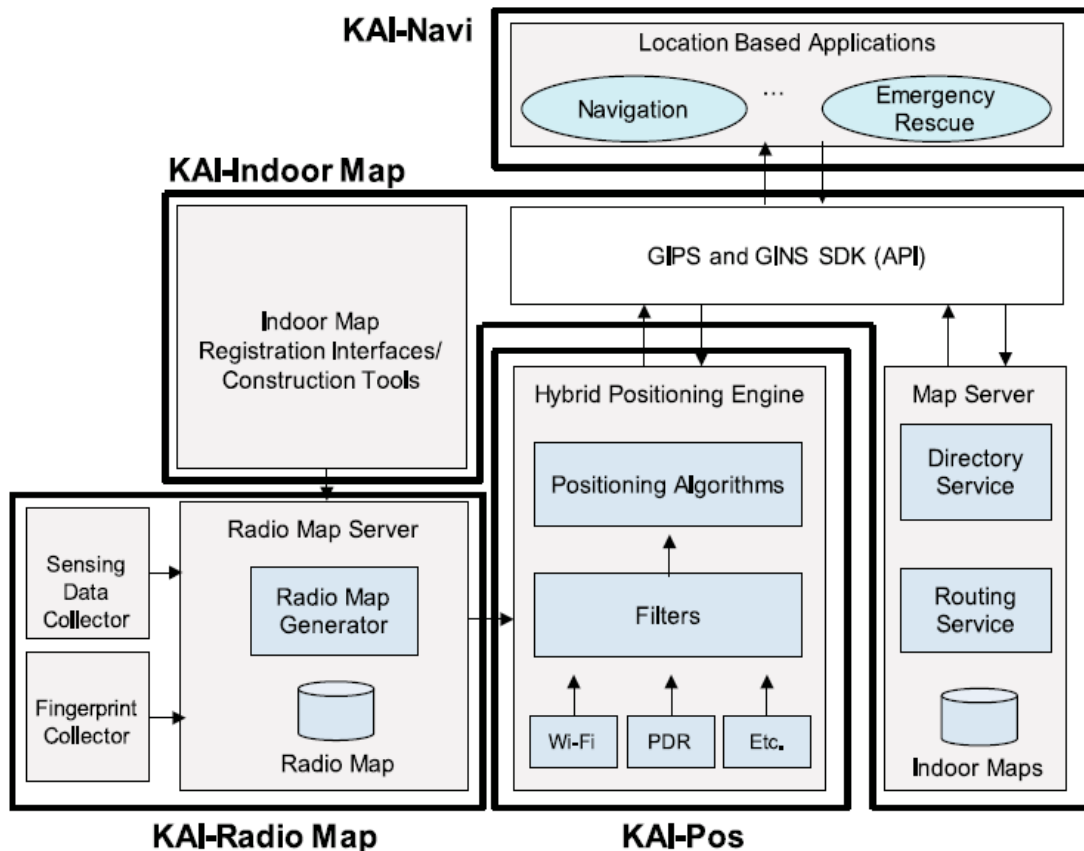 KAI-Navi
Location Based Applications
Navigation
...
Emergency
Rescue
KAI-Indoor Map
GIPS and GINS SDK (API)
Indoor Map
Registration Interfaces/
Construction Tools
Hybrid Positioning Engine
Positioning Algorithms
Filters
Wi-Fi
PDR
Etc.
Map Server
Directory
Service
Routing
Service
Indoor Maps
Sensing
Data
Collector
Fingerprint
Collector
Radio Map Server
Radio Map
Generator
Radio Map
KAI-Radio Map
KAI-Pos